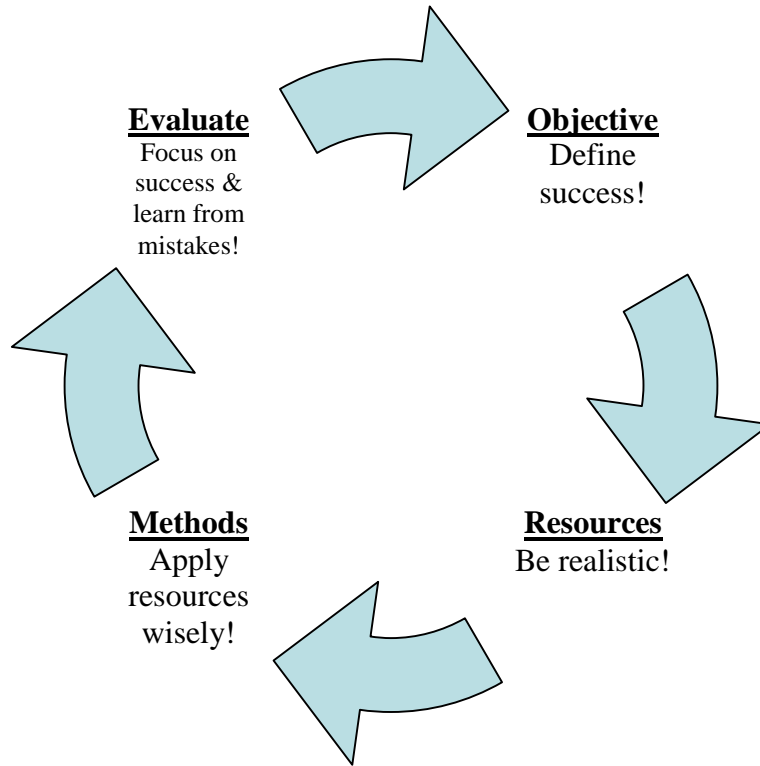 Evaluate
Focus on
success &
learn from
mistakes!
Objective
Define
success!
Methods
Apply
resources
wisely!
Resources
Be realistic!